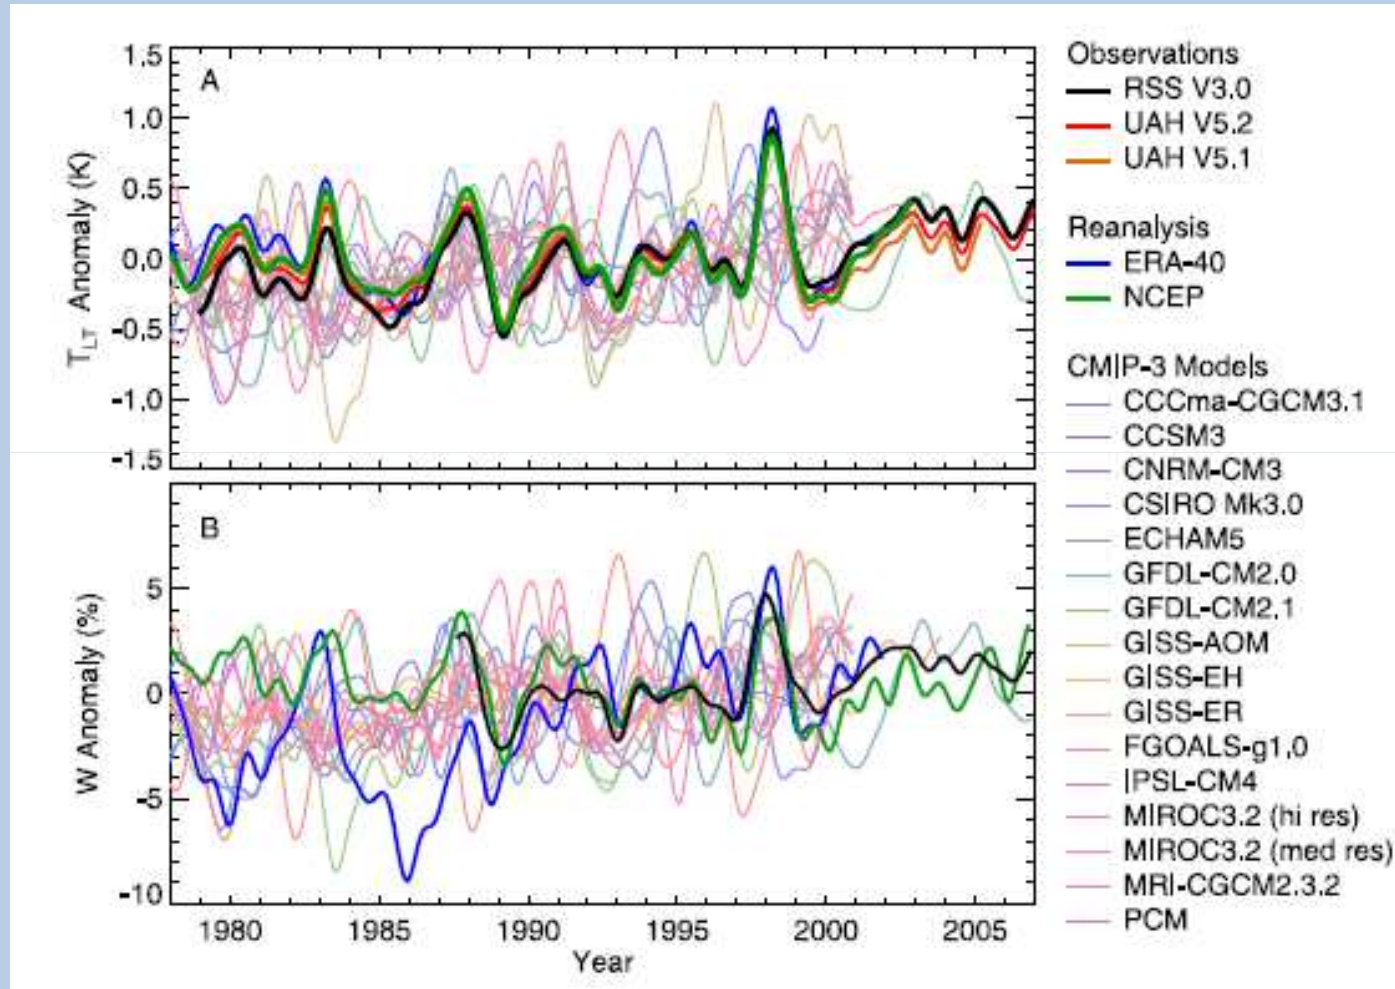 A
1.5
1.0
0.5
0.0
-0.5
-1.0
-1.5
T_LT Anomaly (K)
B
5
0
-5
-10
W Anomaly (%)
1980 1985 1990 1995 2000 2005
Year
Observations
RSS V3.0
UAH V5.2
UAH V5.1
Reanalysis
ERA-40
NCEP
CMIP-3 Models
CCCma-CGCM3.1
CCSM3
CNRM-CM3
CSIRO Mk3.0
ECHAM5
GFDL-CM2.0
GFDL-CM2.1
GISS-AOM
GISS-EH
GISS-ER
FGOALS-g1.0
IPSL-CM4
MIROC3.2 (hi res)
MIROC3.2 (med res)
MRI-CGCM2.3.2
PCM